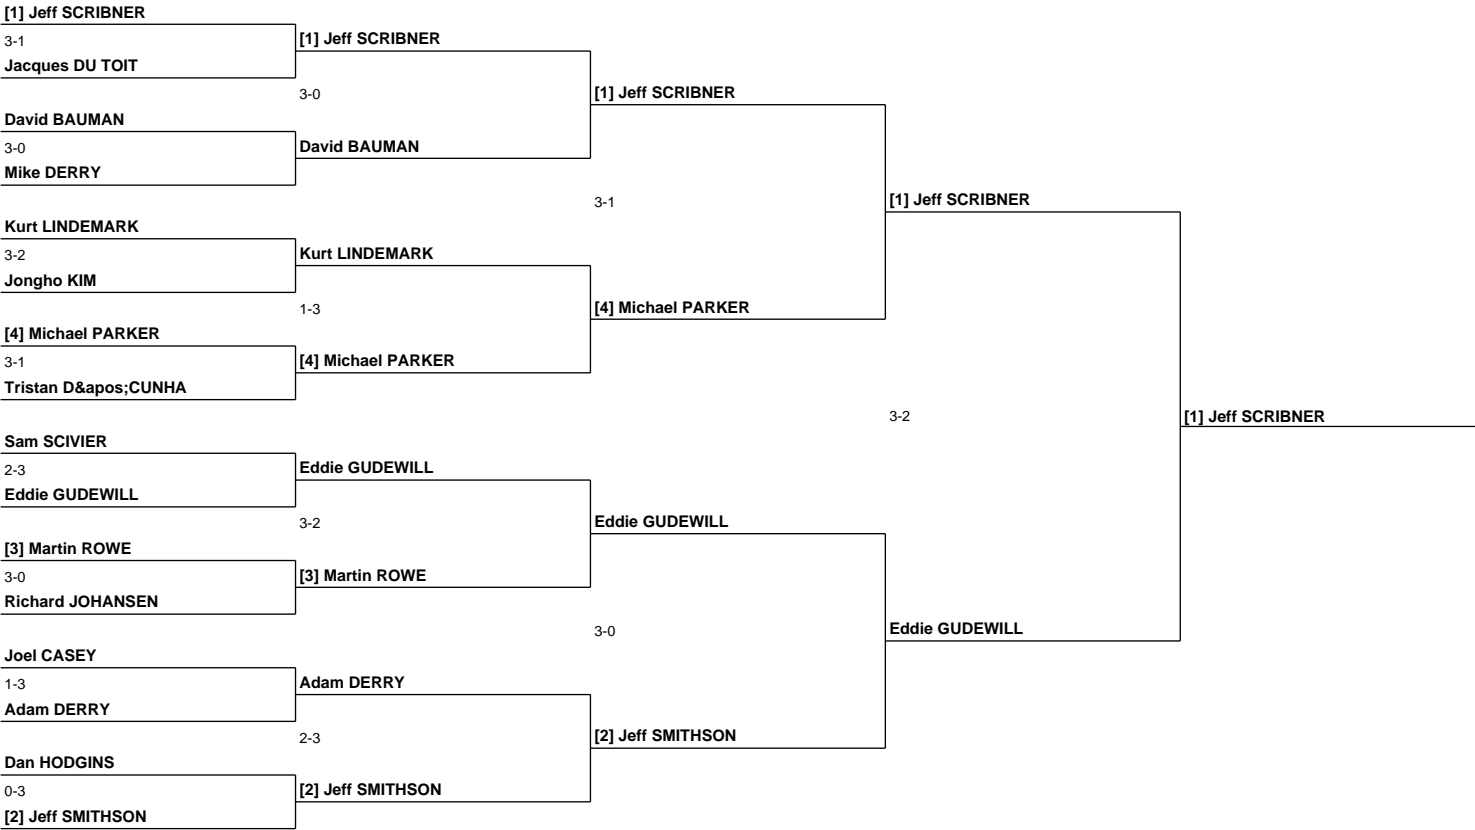 [1] Jeff SCRIBNER
3-1
Jacques DU TOIT
David BAUMAN
3-0
Mike DERRY
Kurt LINDEMARK
3-2
Jongho KIM
[4] Michael PARKER
3-1
Tristan D&apos;CUNHA
Sam SCIVIER
2-3
Eddie GUDEWILL
[3] Martin ROWE
3-0
Richard JOHANSEN
Joel CASEY
1-3
Adam DERRY
Dan HODGINS
0-3
[2] Jeff SMITHSON
[1] Jeff SCRIBNER
3-0
David BAUMAN
Kurt LINDEMARK
1-3
[4] Michael PARKER
Eddie GUDEWILL
3-2
[3] Martin ROWE
Adam DERRY
2-3
[2] Jeff SMITHSON
[1] Jeff SCRIBNER
3-1
[4] Michael PARKER
Eddie GUDEWILL
3-0
[2] Jeff SMITHSON
[1] Jeff SCRIBNER
3-2
Eddie GUDEWILL
[1] Jeff SCRIBNER